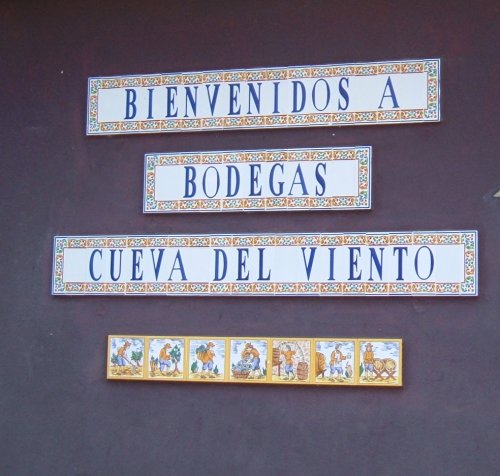 BIENVENIDOS A
BODEGAS
CUEVA DEL VIENTO